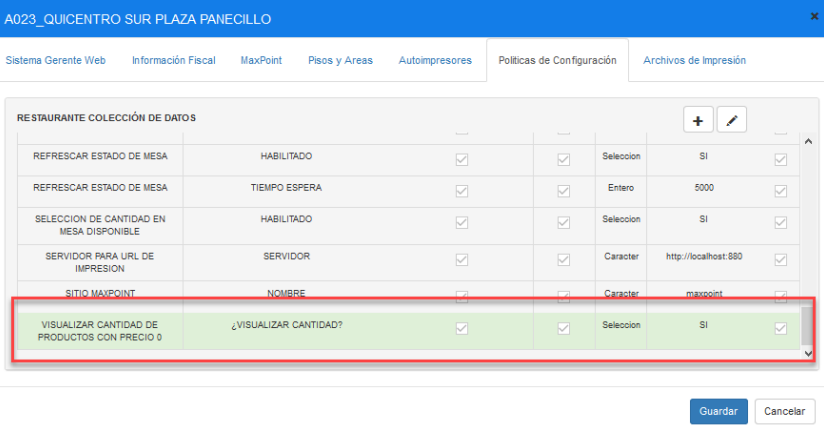 A023_QUICENTRO SUR PLAZA PANECILLO
×
Sistema Gerente Web Información Fiscal MaxPoint Pisos y Areas Autoimpresores Políticas de Configuración Archivos de Impresión
RESTAURANTE COLECCIÓN DE DATOS
REFRESCAR ESTADO DE MESA HABILITADO Seleccion SI
REFRESCAR ESTADO DE MESA TIEMPO ESPERA Entero 5000
SELECCION DE CANTIDAD EN
MESA DISPONIBLE
HABILITADO Seleccion SI
SERVIDOR PARA URL DE
IMPRESION
SERVIDOR Caracter http://localhost:880
SITIO MAXPOINT NOMBRE Caracter maxpoint
VISUALIZAR CANTIDAD DE
PRODUCTOS CON PRECIO 0
¿VISUALIZAR CANTIDAD? Seleccion SI
Guardar Cancelar